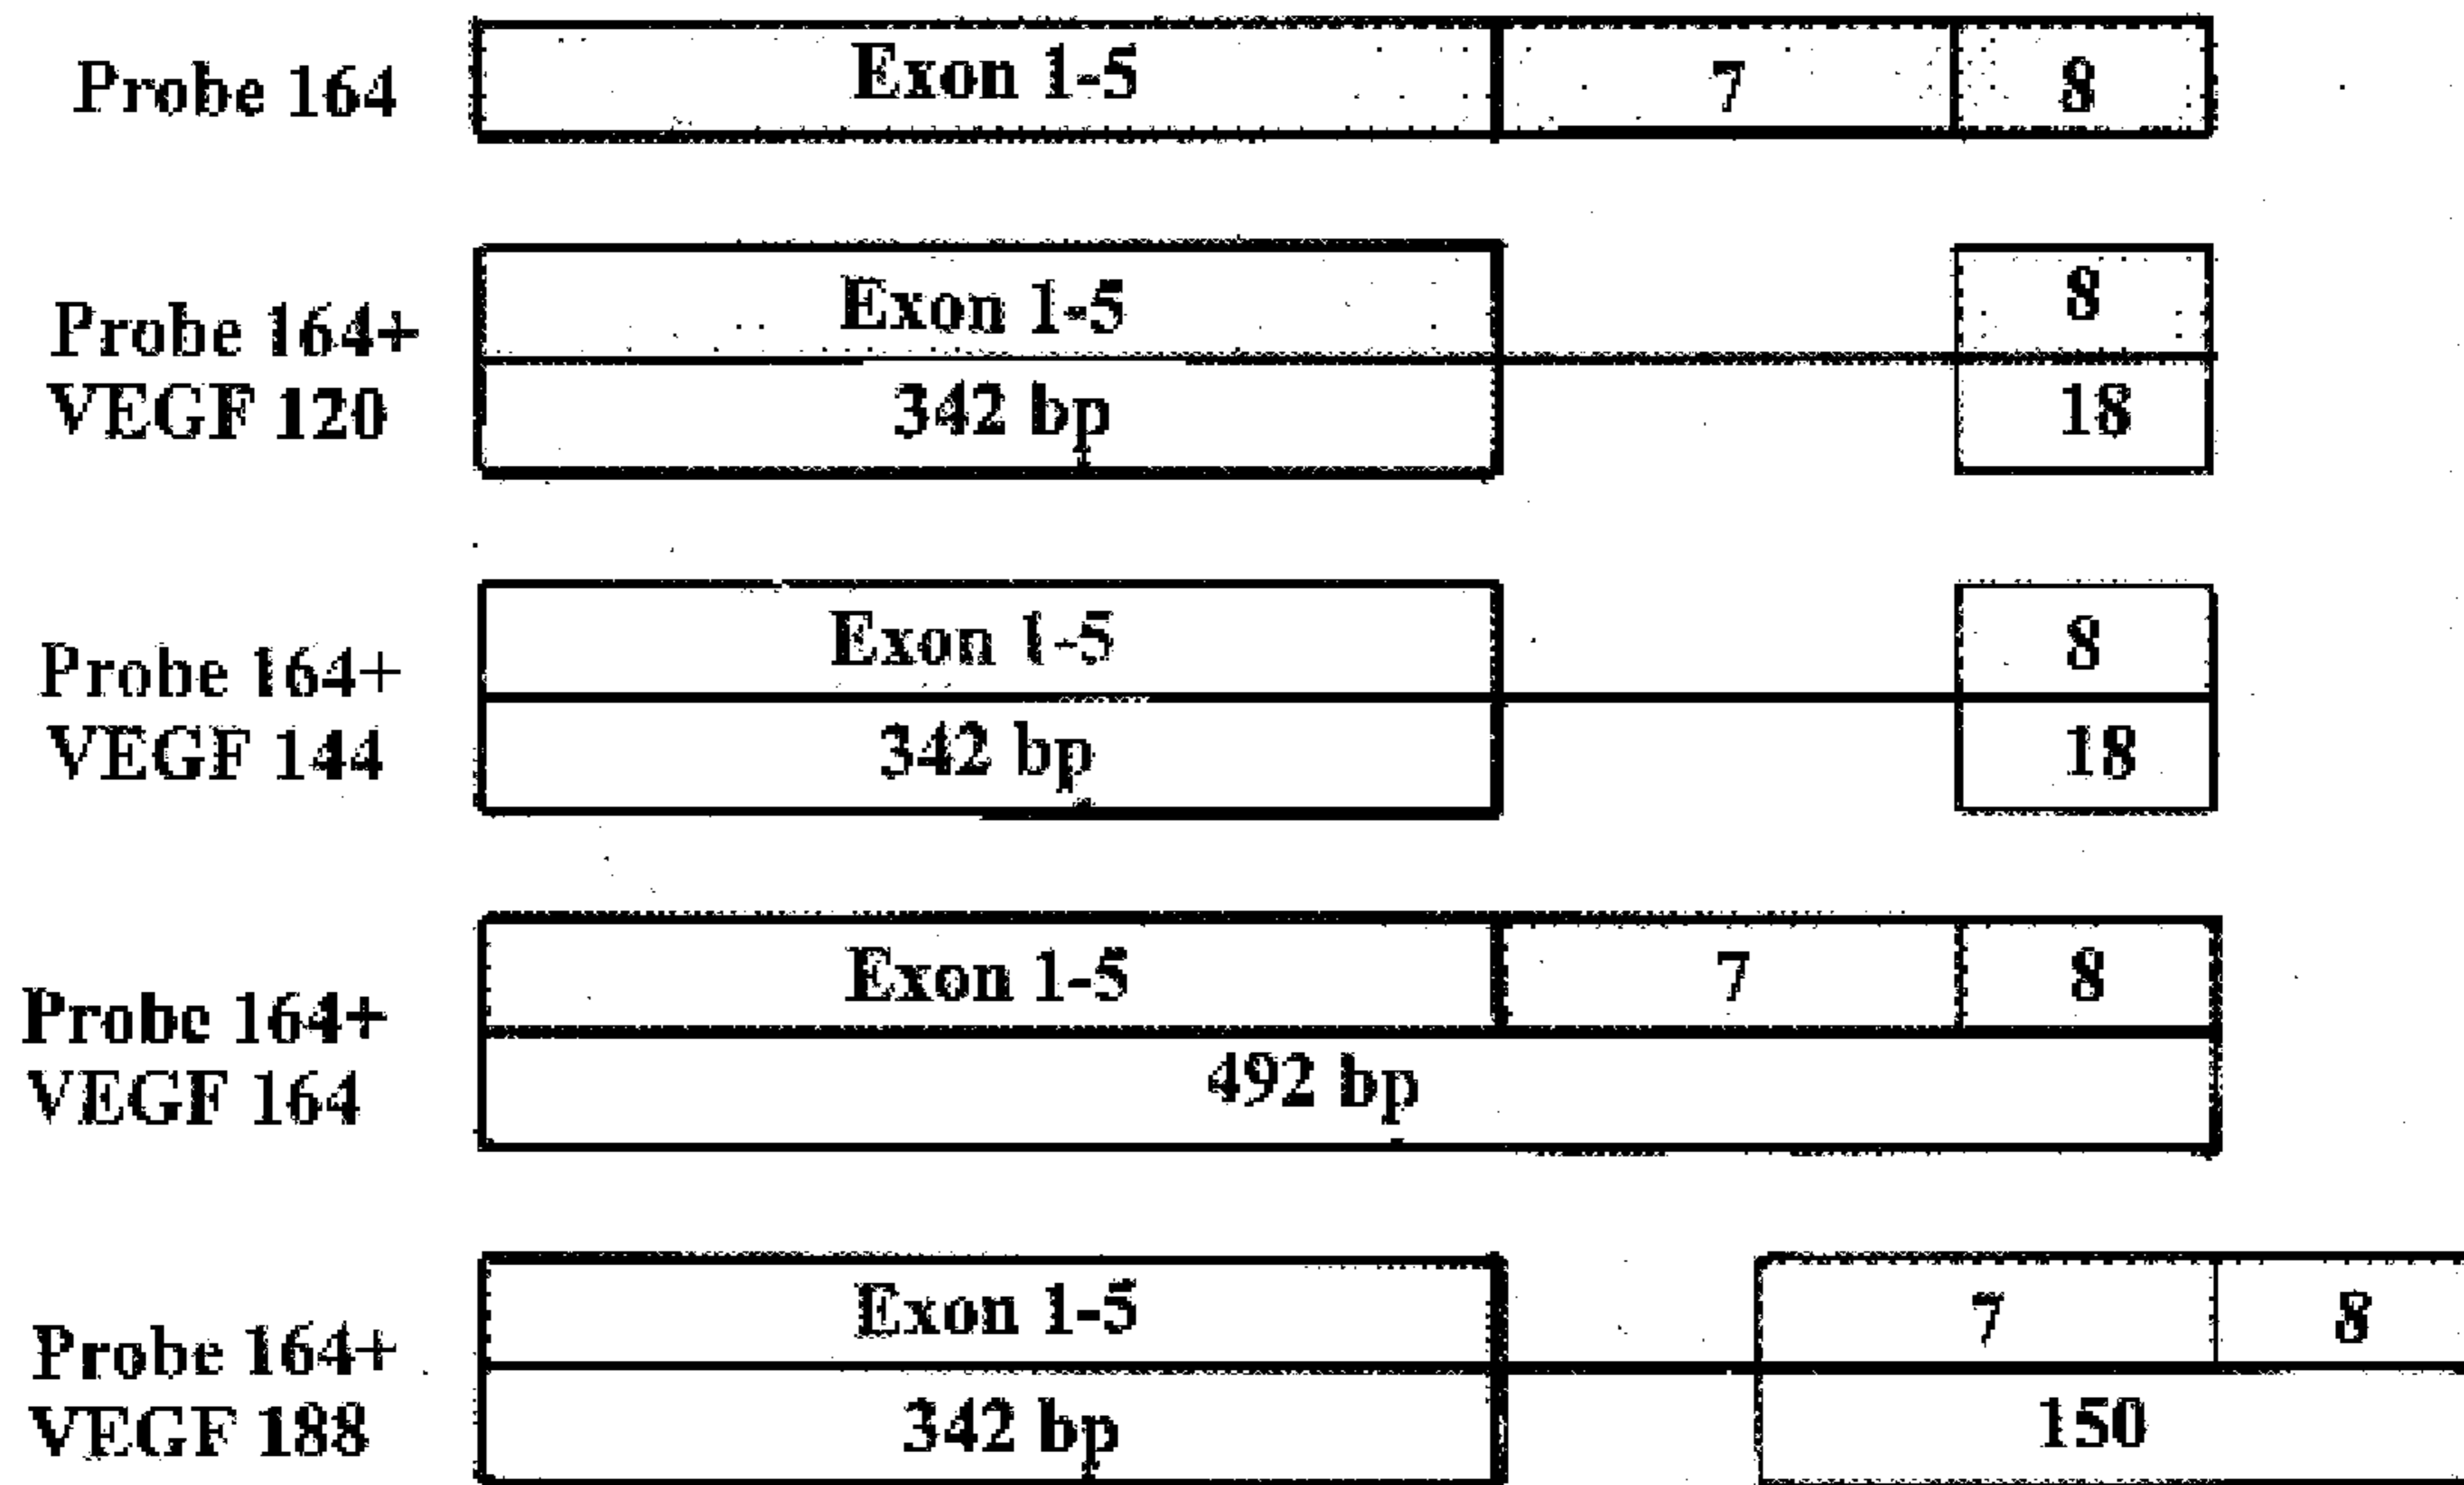 Probe 164 Exon 1-5 7 8
Exon 1-5 8
Probe 164+
VEGF 120 342 bp 18
Exon 1-5 8
Probe 164+
VEGF 144 342 bp 18
Exon 1-5 7 8
Probe 164+
VEGF 164 492 bp
Exon 1-5 7 8
Probe 164+
VEGF 188 342 bp 150